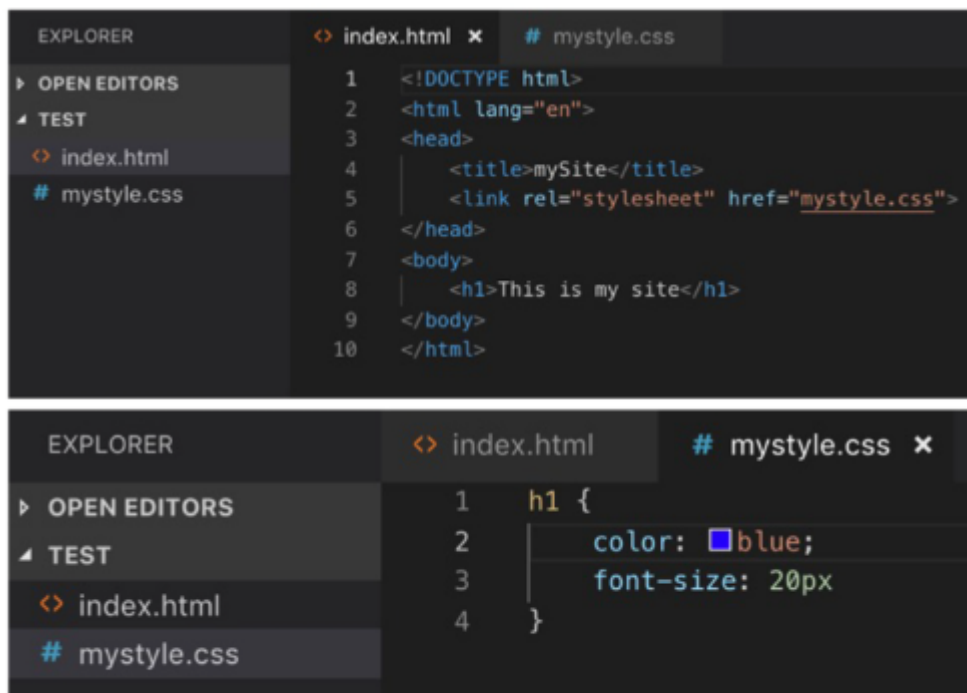 EXPLORER
OPEN EDITORS
TEST
<> index.html
# mystyle.css
<> index.html × # mystyle.css
1 <!DOCTYPE html>
2 <html lang="en">
3 <head>
4 <title>mySite</title>
5 <link rel="stylesheet" href="mystyle.css">
6 </head>
7 <body>
8 <h1>This is my site</h1>
9 </body>
10 </html>
EXPLORER
OPEN EDITORS
TEST
<> index.html
# mystyle.css
<> index.html # mystyle.css ×
1 h1 {
2 color: blue;
3 font-size: 20px
4 }